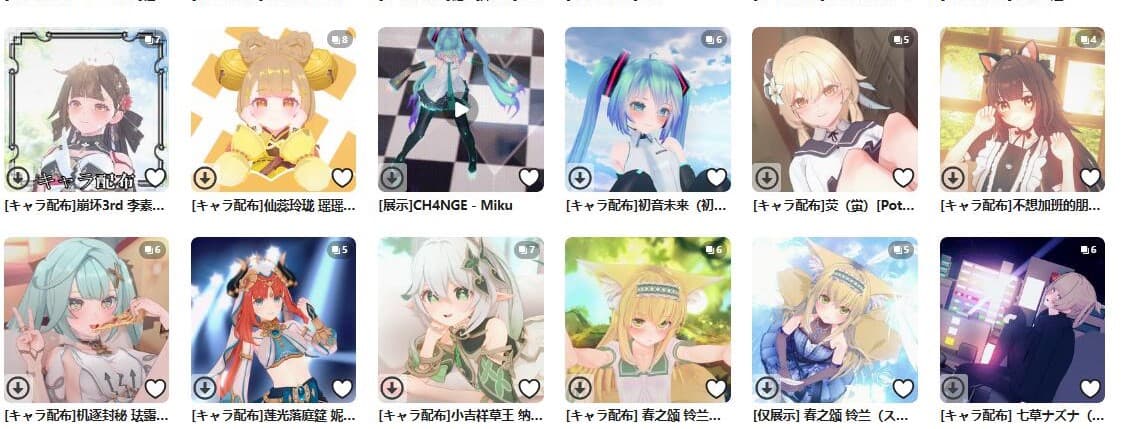 7
8
6
5
4
キャラ配布
[キャラ配布]崩坏3rd 李素...
[キャラ配布]仙蕊玲珑 瑶瑶...
[展示]CH4NGE - Miku
[キャラ配布]初音未来（初...
[キャラ配布]荧（蛍）[Pot...
[キャラ配布]不想加班的朋...
6
5
7
6
5
6
[キャラ配布]机逐封秘 珐露...
[キャラ配布]莲光落庭筵 妮...
[キャラ配布]小吉祥草王 纳...
[キャラ配布] 春之颂 铃兰...
[仅展示] 春之颂 铃兰（ス...
[キャラ配布] 七草ナズナ（...